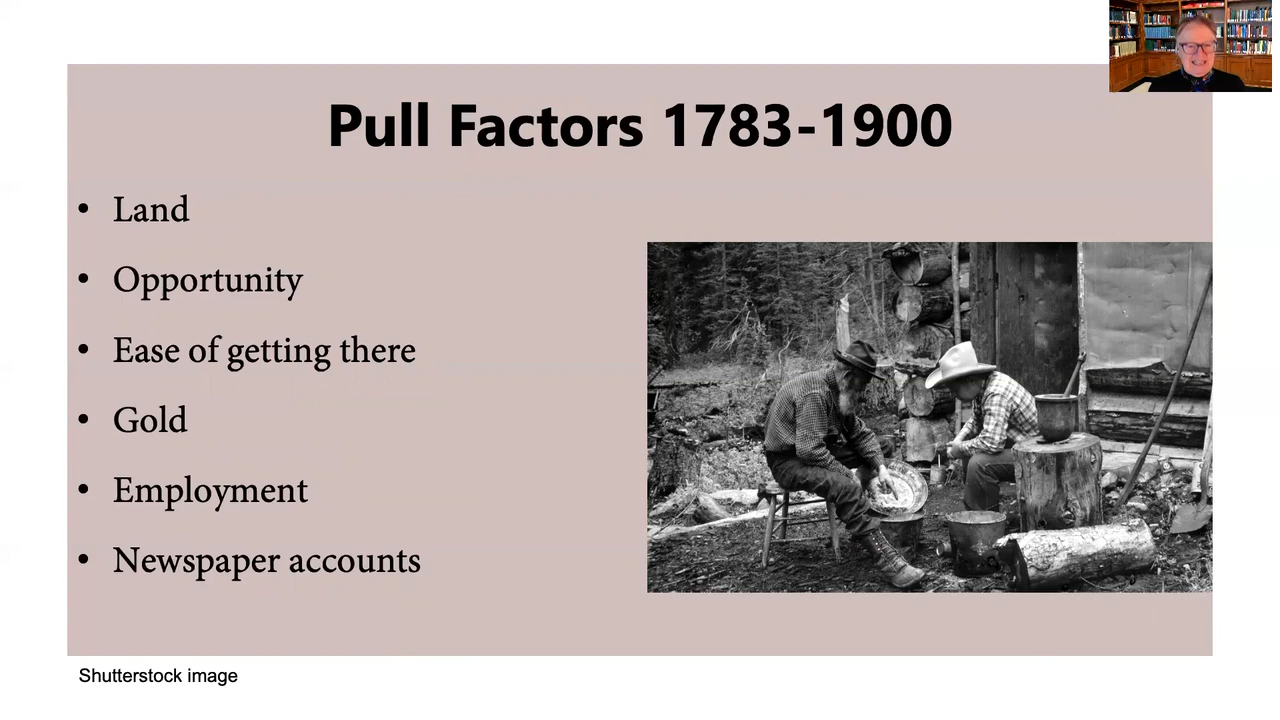 Pull Factors 1783-1900
• Land
• Opportunity
• Ease of getting there
• Gold
• Employment
• Newspaper accounts
Shutterstock image